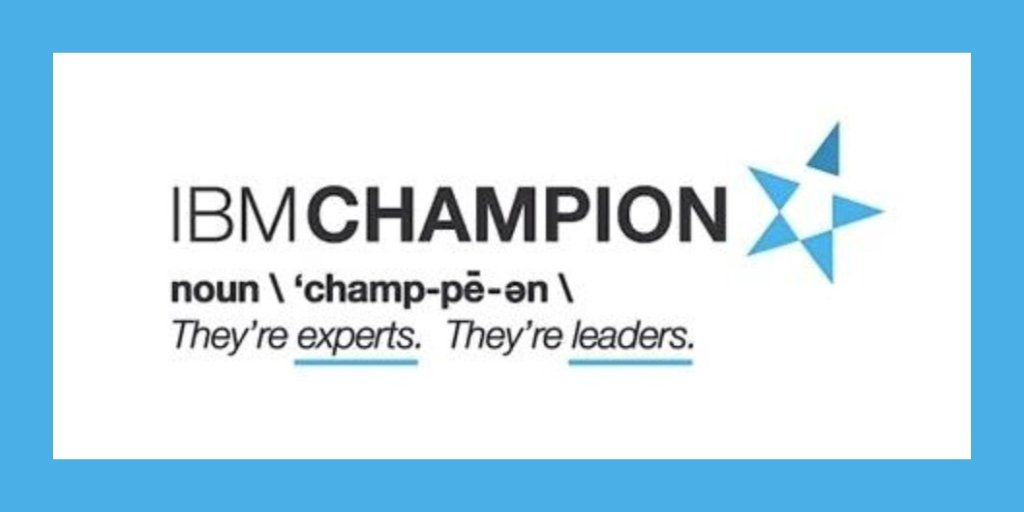 IBMCHAMPION
noun \ ‘champ-pē-ən \
They’re experts. They’re leaders.